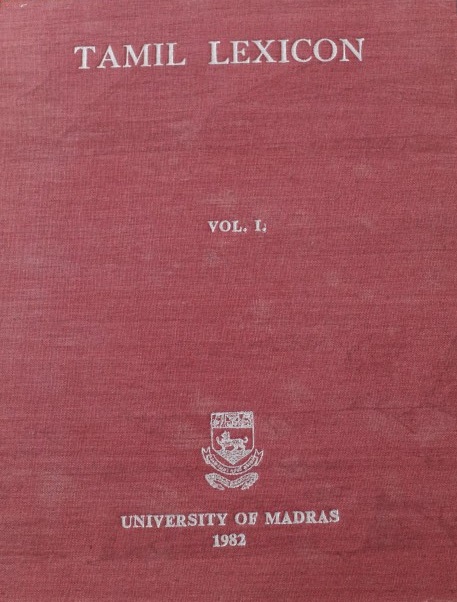 TAMIL LEXICON
VOL. I.
UNIVERSITY OF MADRAS
1982